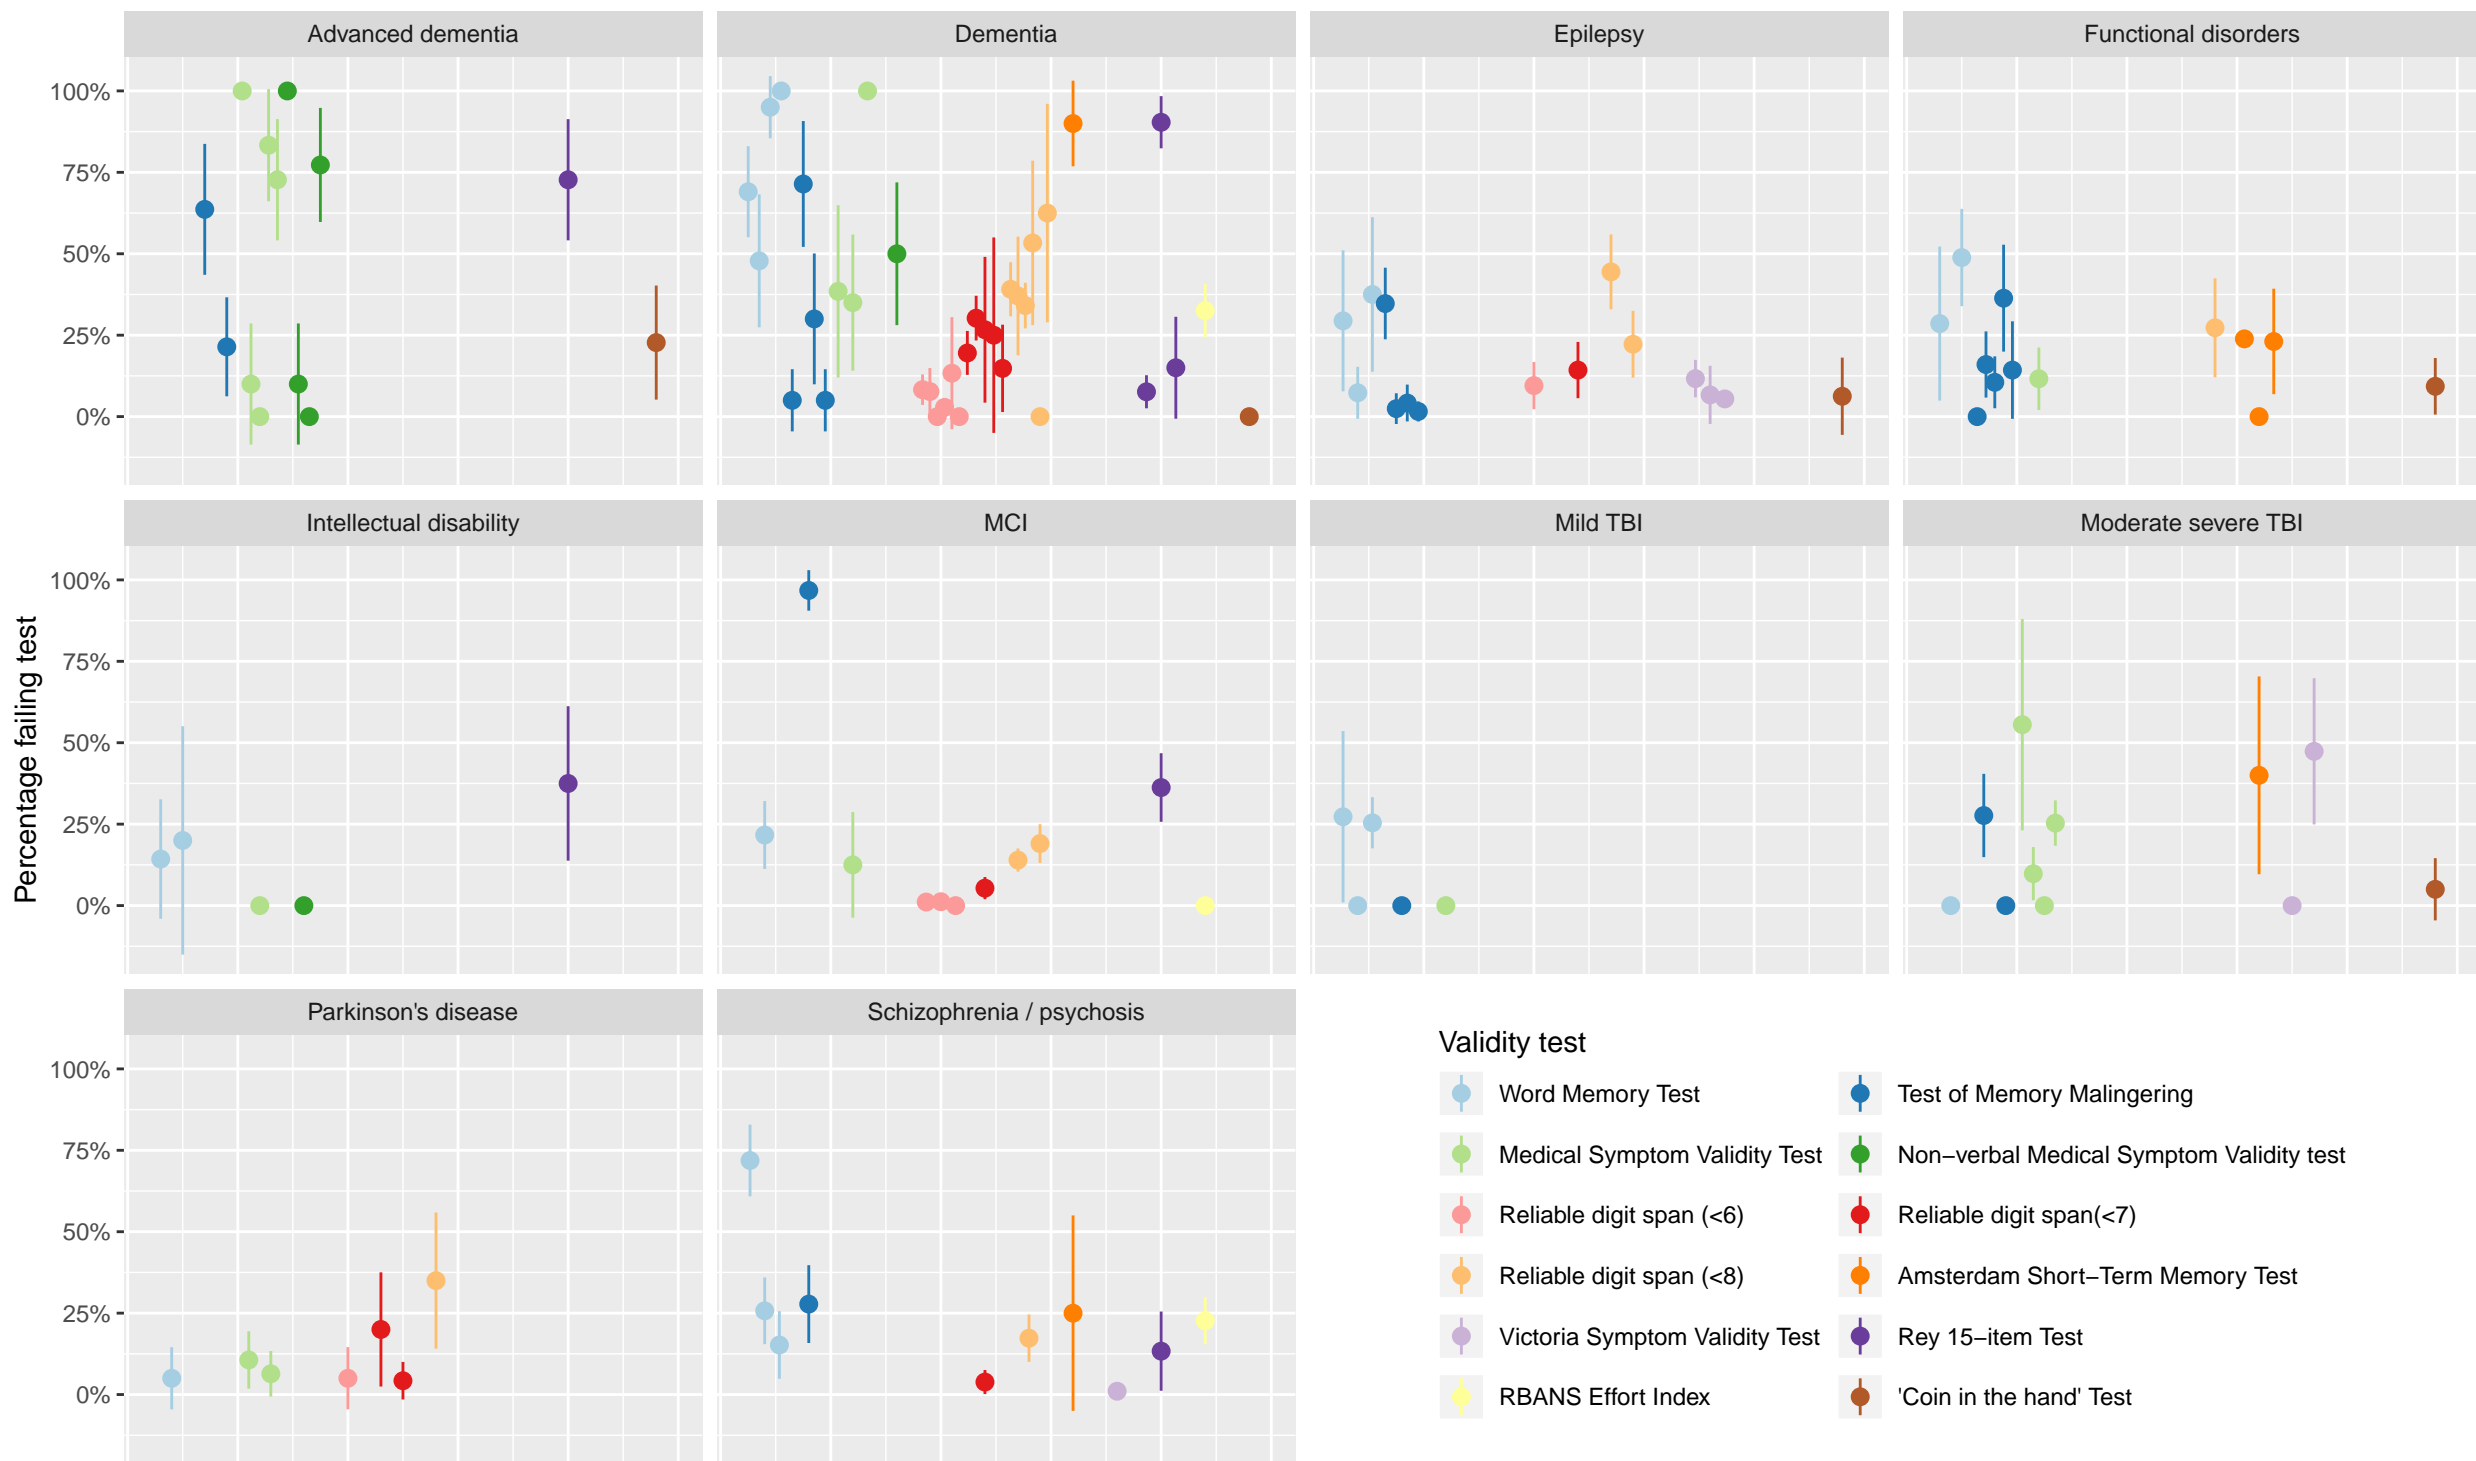 Advanced dementia
Dementia
Epilepsy
Functional disorders
100%
75%
50%
25%
0%
Intellectual disability
MCI
Mild TBI
Moderate severe TBI
100%
75%
50%
25%
0%
Percentage failing test
Parkinson's disease
Schizophrenia / psychosis
100%
75%
50%
25%
0%
Validity test
Word Memory Test
Test of Memory Malingering
Medical Symptom Validity Test
Non−verbal Medical Symptom Validity test
Reliable digit span (<6)
Reliable digit span(<7)
Reliable digit span (<8)
Amsterdam Short−Term Memory Test
Victoria Symptom Validity Test
Rey 15−item Test
RBANS Effort Index
'Coin in the hand' Test